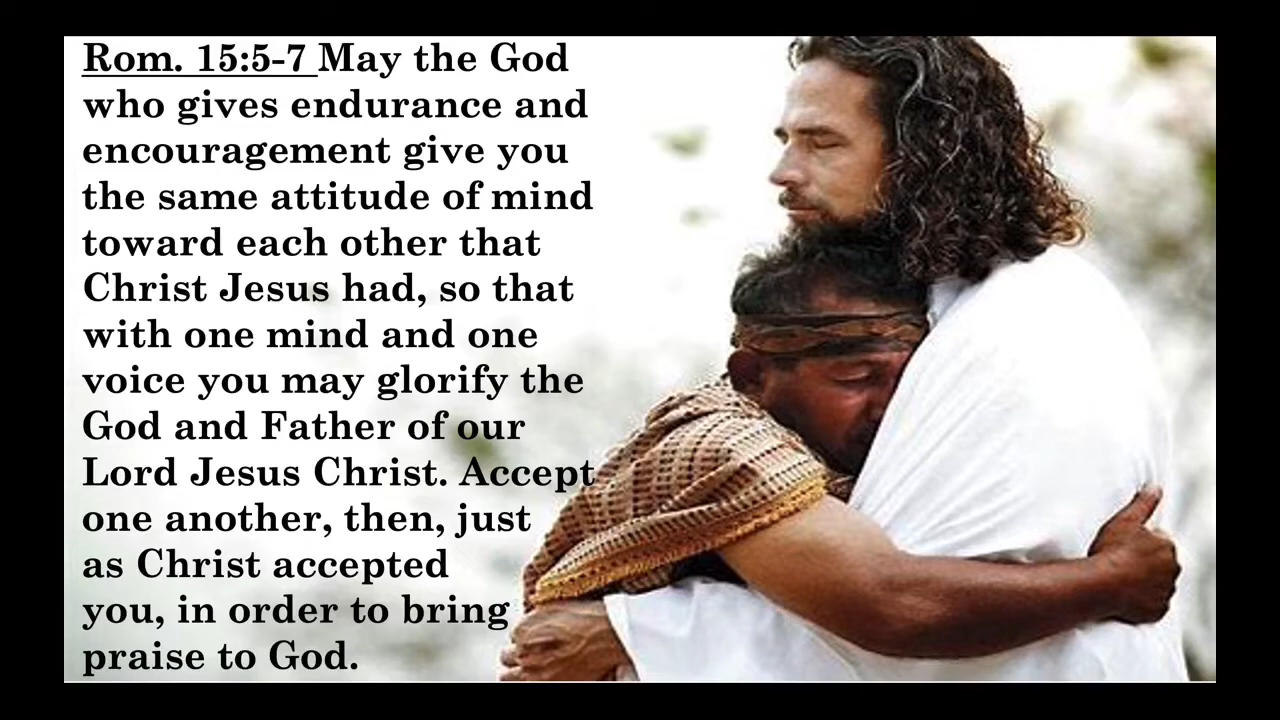 Rom. 15:5-7 May the God
who gives endurance and
encouragement give you
the same attitude of mind
toward each other that
Christ Jesus had, so that
with one mind and one
voice you may glorify the
God and Father of our
Lord Jesus Christ. Accept
one another, then, just
as Christ accepted
you, in order to bring
praise to God.